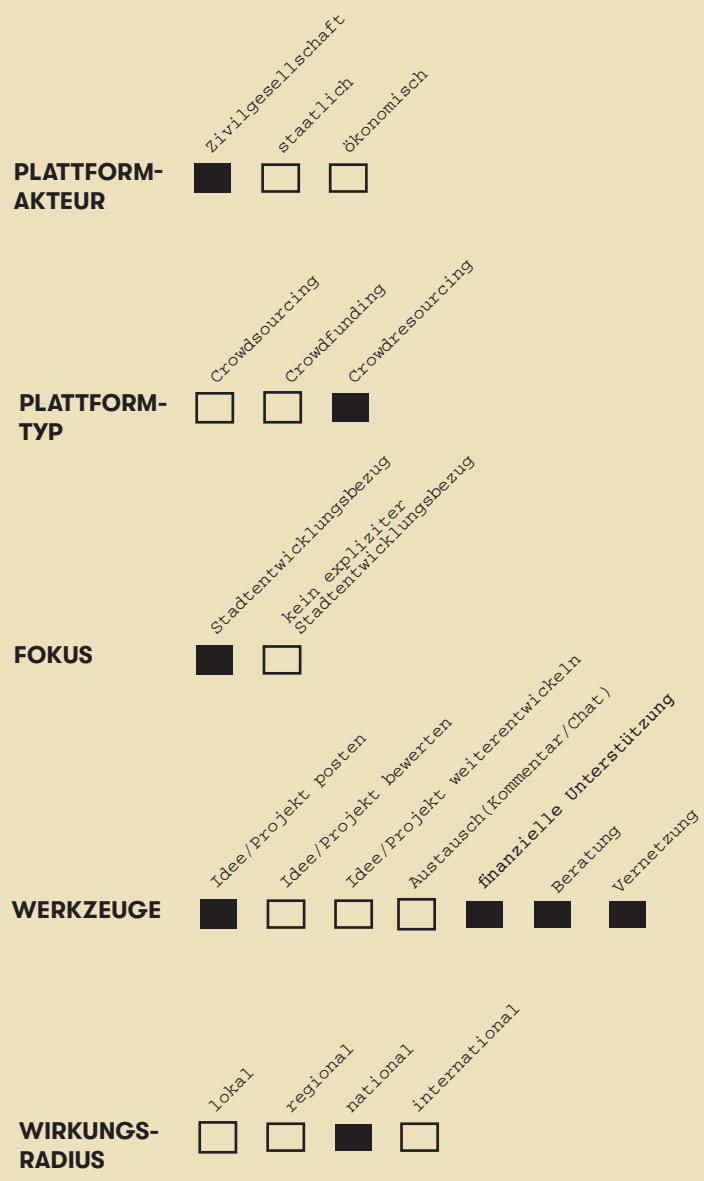 Zivilgesellschaft
staatlich
ökonomisch
PLATTFORM-
AKTEUR
Crowdsourcing
Crowdfunding
Crowdresourcing
PLATTFORM-
TYP
Stadtentwicklungsbezug
kein expliziter
Stadtentwicklungsbezug
FOKUS
Idee/Projekt posten
Idee/Projekt bewerten
Idee/Projekt weiterentwickeln
Austausch(Kommentar/Chat)
finanzielle Unterstützung
Beratung
Vernetzung
WERKZEUGE
lokal
regional
national
international
WIRKUNGS-
RADIUS